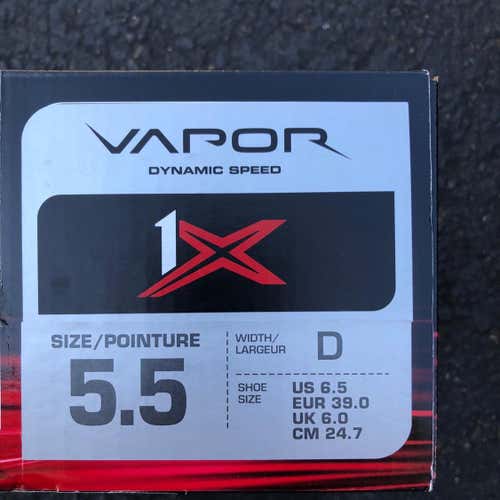 VAPOR
DYNAMIC SPEED
1X
SIZE/POINTURE
5.5
WIDTH/
LARGEUR
D
SHOE
SIZE
US 6.5
EUR 39.0
UK 6.0
CM 24.7